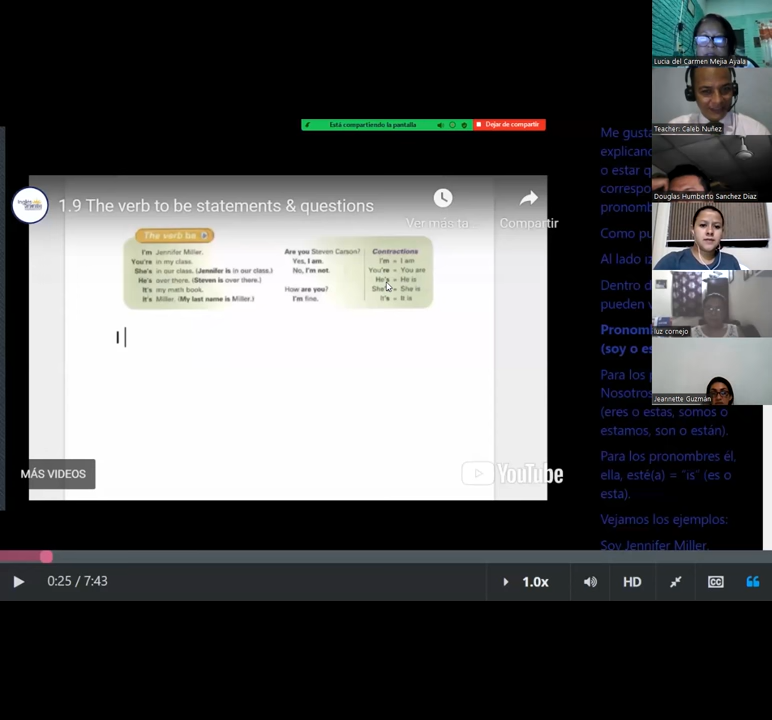 Lucia del Carmen Mejia Ayala
Teacher: Caleb Nuñez
Douglas Humberto Sanchez Diaz
luz cornejo
Jeannette Guzmán
Está compartiendo la pantalla
Dejar de compartir
1.9 The verb to be statements & questions
Ver más ta...
Compartir
The verb be
I'm Jennifer Miller.
You're in my class.
She's in our class. (Jennifer is in our class.)
He's over there. (Steven is over there.)
It's my math book.
It's Miller. (My last name is Miller.)
Are you Steven Carson?
Yes, I am.
No, I'm not.
How are you?
I'm fine.
Contractions
I'm = I am
You're = You are
He's = He is
She's = She is
It's = It is
I
MÁS VIDEOS
YouTube
Me gusta
explican
o estar q
corresp
pronom
Como pu
Al lado iz
Dentro d
pueden
Pronom
(soy o es
Para los
Nosotro
(eres o estas, somos o
estamos, son o están).
Para los pronombres él,
ella, esté(a) = "is" (es o
esta).
Vejamos los ejemplos:
Soy Jennifer Miller.
0:25 / 7:43
1.0x
HD
CC